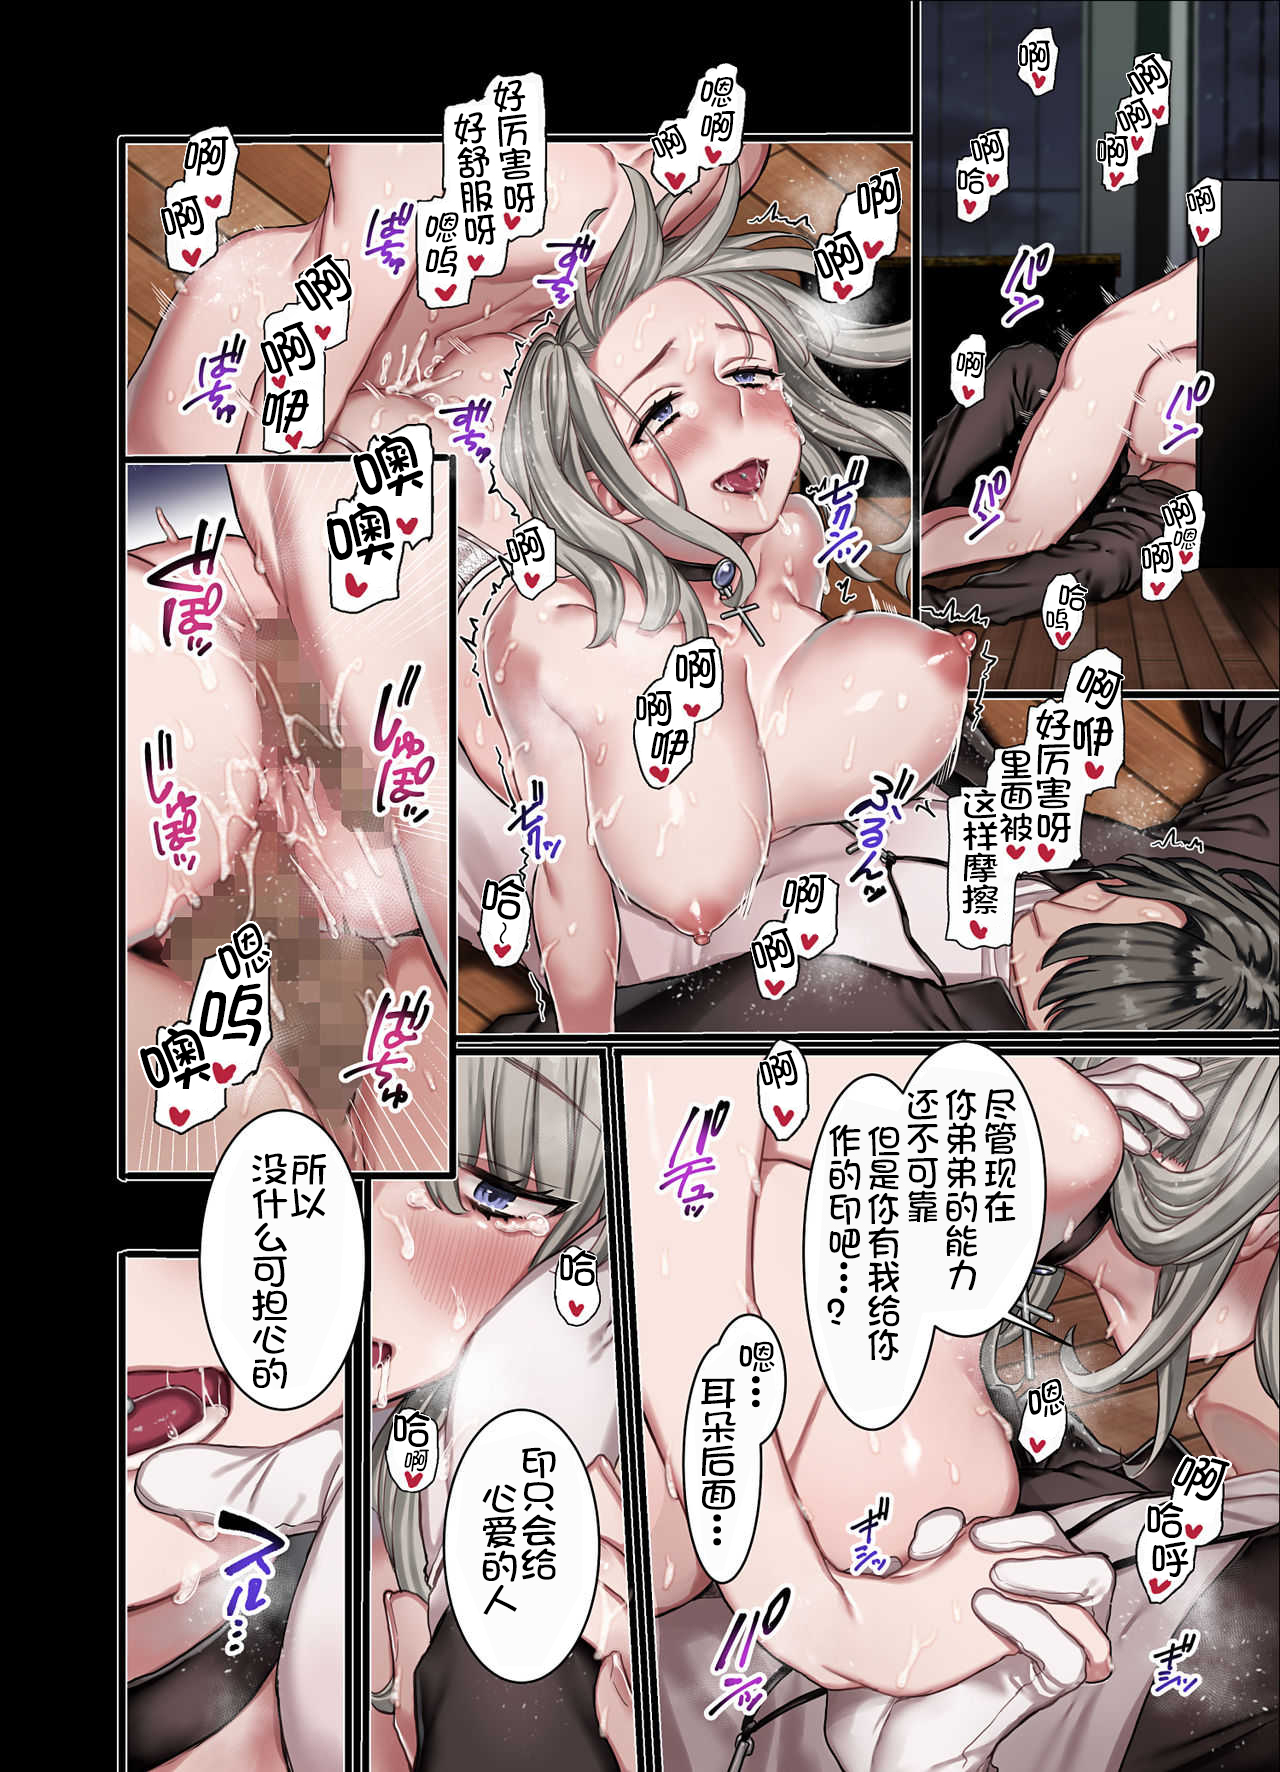 啊
啊啊
啊
啊
哈
啊
啊
啊
嗯
啊
哈
呜
嗯啊
啊
好厉害呀
好舒服呀
嗯呜
啊
啊
啊
啊
啊
啊
咿
啊
啊
啊
咿
啊
咿
好厉害呀
里面被
这样摩擦
啊
啊
哈~
噢
噢
嗯
呜
噢
啊
尽管现在
你弟弟的能力
还不可靠
但是你有我给你
作的印吧…?
嗯…
耳朵后面…
嗯
啊
哈
呼
哈
印只会给
心爱的人
哈
啊
所以
没什么可担心的